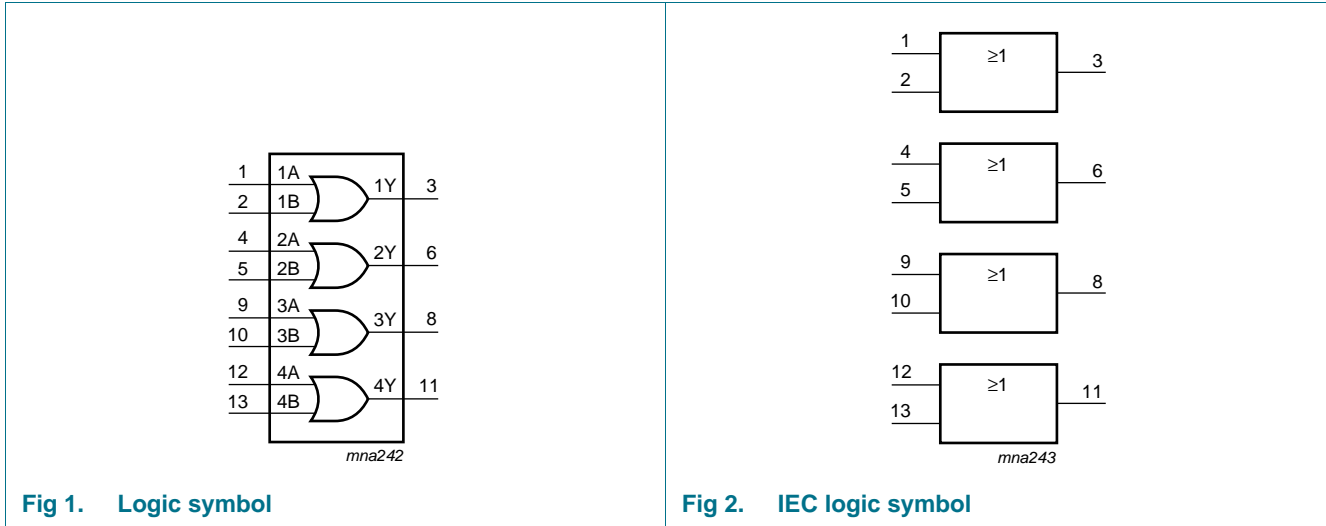 1 1A 1Y 3
2 1B
4 2A 2Y 6
5 2B
9 3A 3Y 8
10 3B
12 4A 4Y 11
13 4B
mna242
Fig 1. Logic symbol
1 ≥1 3
2
4 ≥1 6
5
9 ≥1 8
10
12 ≥1 11
13
mna243
Fig 2. IEC logic symbol